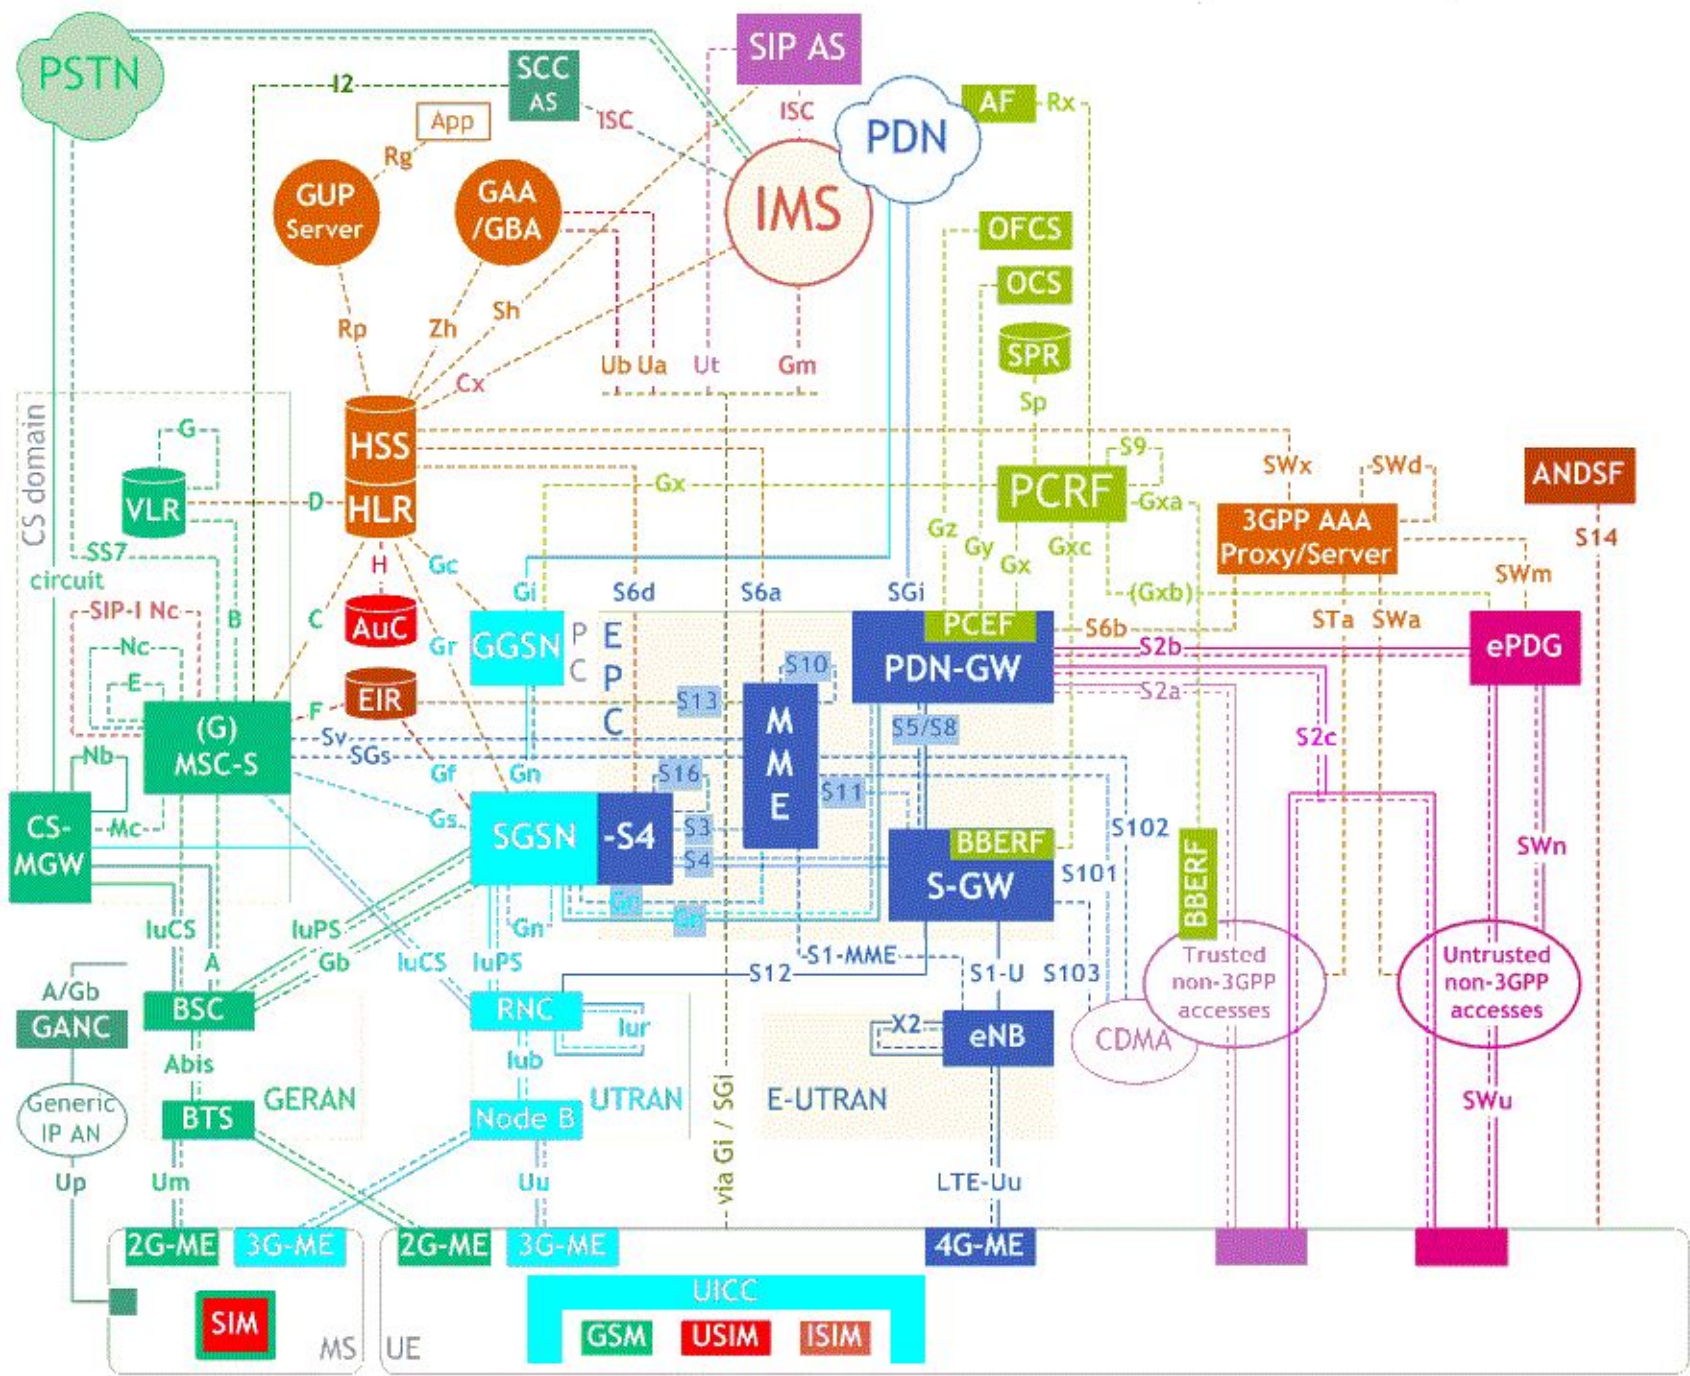 PSTN
I2
SCC
AS
SIP AS
ISC
ISC
App
Rg
PDN
AF
Rx
GUP
Server
GAA
/GBA
IMS
OFCS
OCS
SPR
Sp
Rp
Zh
Sh
Cx
Ub
Ua
Ut
Gm
CS domain
G
VLR
D
HSS
HLR
Gx
S9
PCRF
Gxa
SWx
SWd
ANDSF
3GPP AAA
Proxy/Server
S14
SS7
circuit
H
Gc
Gz
Gy
Gx
Gxc
SWm
SIP-I Nc
B
C
AuC
Gi
S6d
S6a
SGi
(Gxb)
Nc
E
Gr
GGSN
PC
EPC
PCEF
PDN-GW
S6b
S2b
S2a
STa
SWa
ePDG
S10
EIR
F
S13
(G)
MSC-S
Sv
SGs
MME
S5/S8
S2c
Nb
Gf
Gn
S16
S11
CS-
MGW
Mc
Gs
SGSN
-S4
S3
S4
BBERF
S-GW
S102
S101
BBERF
SWn
Gn
Gn
Gn
IuCS
A
IuPS
Gb
IuCS
IuPS
S12
S1-MME
S1-U
S103
Trusted
non-3GPP
accesses
Untrusted
non-3GPP
accesses
A/Gb
GANC
BSC
RNC
Iur
X2
eNB
CDMA
Abis
Iub
Generic
IP AN
BTS
GERAN
Node B
UTRAN
E-UTRAN
SWu
via Gi / SGi
Up
Um
Uu
LTE-Uu
2G-ME
3G-ME
2G-ME
3G-ME
4G-ME
SIM
MS
UE
UICC
GSM
USIM
ISIM